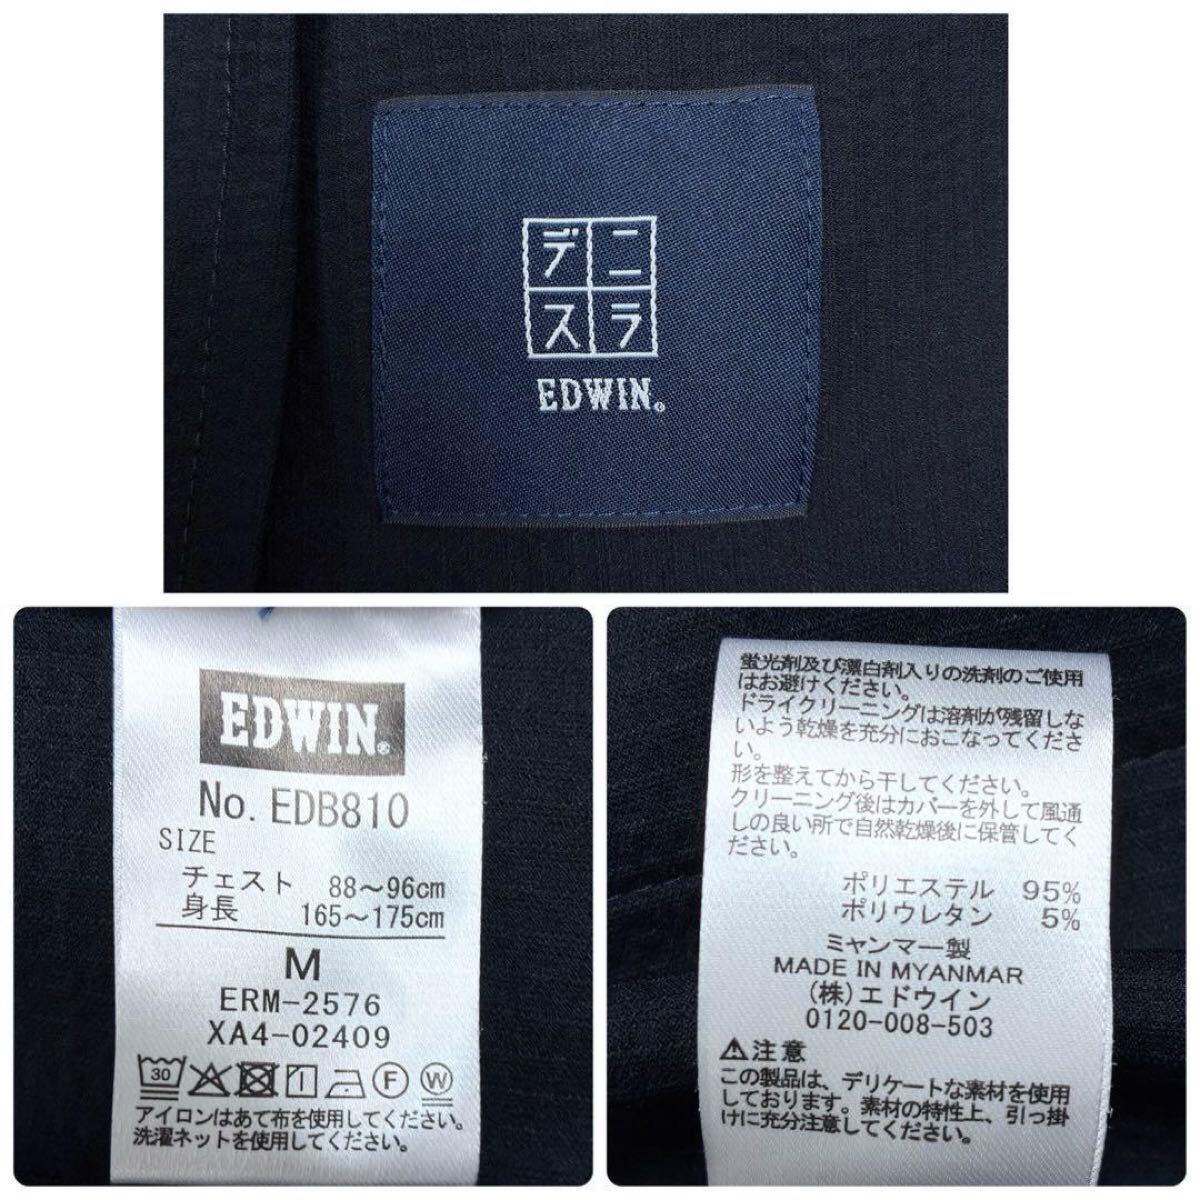 デニ
スラ
EDWIN.
EDWIN.®
No. EDB810
SIZE
チェスト 88〜96cm
身長 165〜175cm
M
ERM-2576
XA4-02409
30 F W
アイロンはあて布を使用してください。
洗濯ネットを使用してください。
蛍光剤及び漂白剤入りの洗剤のご使用
はお避けください。
ドライクリーニングは溶剤が残留しな
いよう乾燥を充分におこなってくださ
い。
形を整えてから干してください。
クリーニング後はカバーを外して風通
しの良い所で自然乾燥後に保管してく
ださい。
ポリエステル 95%
ポリウレタン 5%
ミャンマー製
MADE IN MYANMAR
(株)エドウイン
0120-008-503
⚠注意
この製品は、デリケートな素材を使用
しております。素材の特性上、引っ掛
けに充分注意してください。